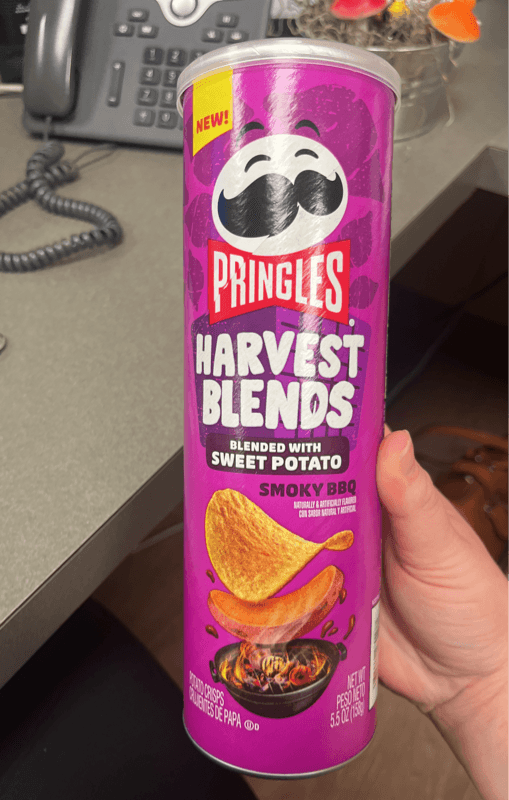 NEW!
PRINGLES
HARVEST
BLENDS
BLENDED WITH
SWEET POTATO
SMOKY BBQ
NATURALLY & ARTIFICIALLY FLAVORED
CON SABOR NATURAL Y ARTIFICIAL
POTATO CRISPS
CRUJIENTES DE PAPA
NET WT
PESO NETO
5.5 OZ (158g)